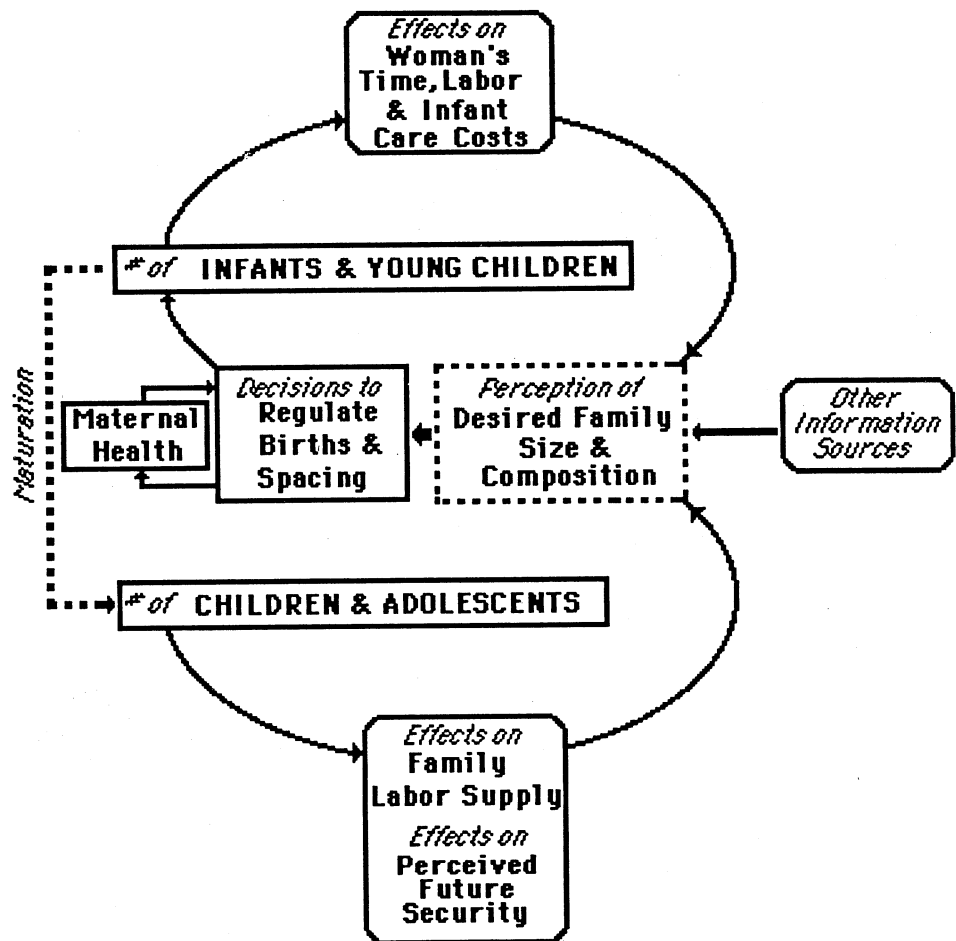 Effects on
Woman's
Time, Labor
& Infant
Care Costs
# of INFANTS & YOUNG CHILDREN
Maturation
Maternal
Health
Decisions to
Regulate
Births &
Spacing
Perception of
Desired Family
Size &
Composition
Other
Information
Sources
# of CHILDREN & ADOLESCENTS
Effects on
Family
Labor Supply
Effects on
Perceived
Future
Security